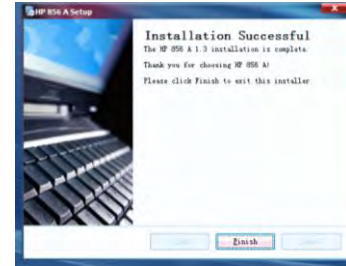 HP 856 A Setup
Installation Successful
The HP 856 A 1.3 installation is complete.
Thank you for choosing HP 856 A!
Please click Finish to exit this installer.
Finish